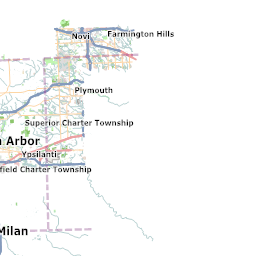 Novi
Farmington Hills
Plymouth
Superior Charter Township
Arbor
Ypsilanti
field Charter Township
Milan